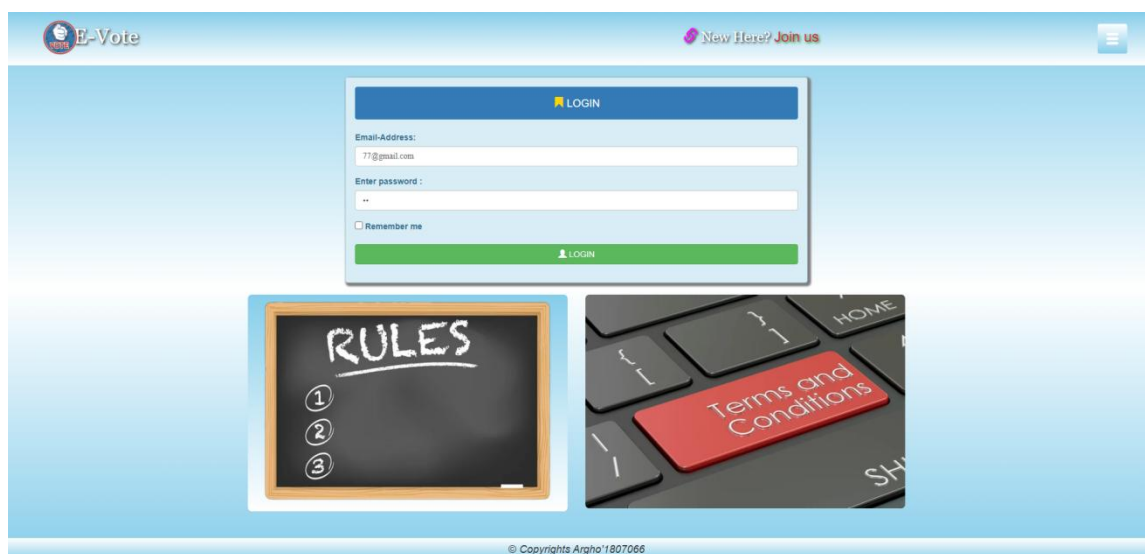 VOTE
E-Vote
New Here? Join us
LOGIN
Email-Address:
77@gmail.com
Enter password :
••
Remember me
LOGIN
RULES
1
2
3
{
[
}
]
HOME
Terms and
Conditions
\
/
SH
© Copyrights Argho'1807066